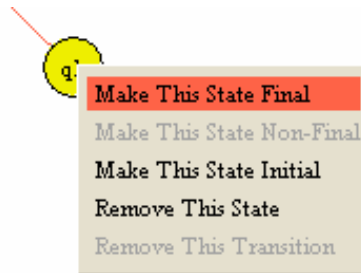 Make This State Final
Make This State Non-Final
Make This State Initial
Remove This State
Remove This Transition